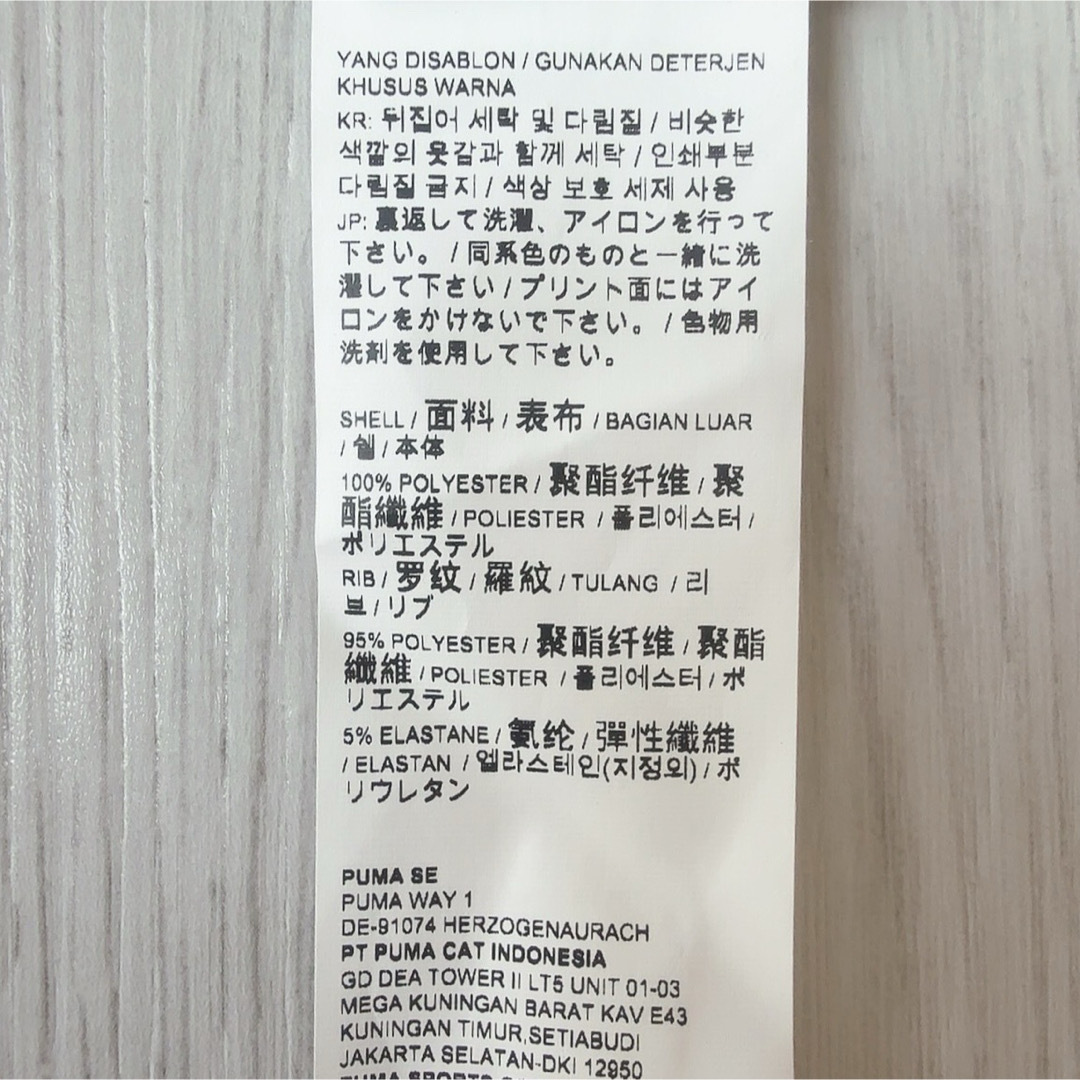 YANG DISABLON / GUNAKAN DETERJEN
KHUSUS WARNA
KR: 뒤집어 세탁 및 다림질 / 비슷한
색깔의 옷감과 함께 세탁 / 인쇄부분
다림질 금지 / 색상 보호 세제 사용
JP: 裏返して洗濯、アイロンを行って
下さい。 / 同系色のものと一緒に洗
濯して下さい / プリント面にはアイ
ロンをかけないで下さい。 / 色物用
洗剤を使用して下さい。
SHELL / 面料 / 表布 / BAGIAN LUAR
/ 쉘 / 本体
100% POLYESTER / 聚酯纤维 / 聚
酯纖維 / POLIESTER / 폴리에스터 /
ポリエステル
RIB / 罗纹 / 羅紋 / TULANG / 리
브 / リブ
95% POLYESTER / 聚酯纤维 / 聚酯
纖維 / POLIESTER / 폴리에스터 / ポ
リエステル
5% ELASTANE / 氨纶 / 彈性纖維
/ ELASTAN / 엘라스테인(지정외) / ポ
リウレタン
PUMA SE
PUMA WAY 1
DE-91074 HERZOGENAURACH
PT PUMA CAT INDONESIA
GD DEA TOWER II LT5 UNIT 01-03
MEGA KUNINGAN BARAT KAV E43
KUNINGAN TIMUR,SETIABUDI
JAKARTA SELATAN-DKI 12950
PUMA SPORTS